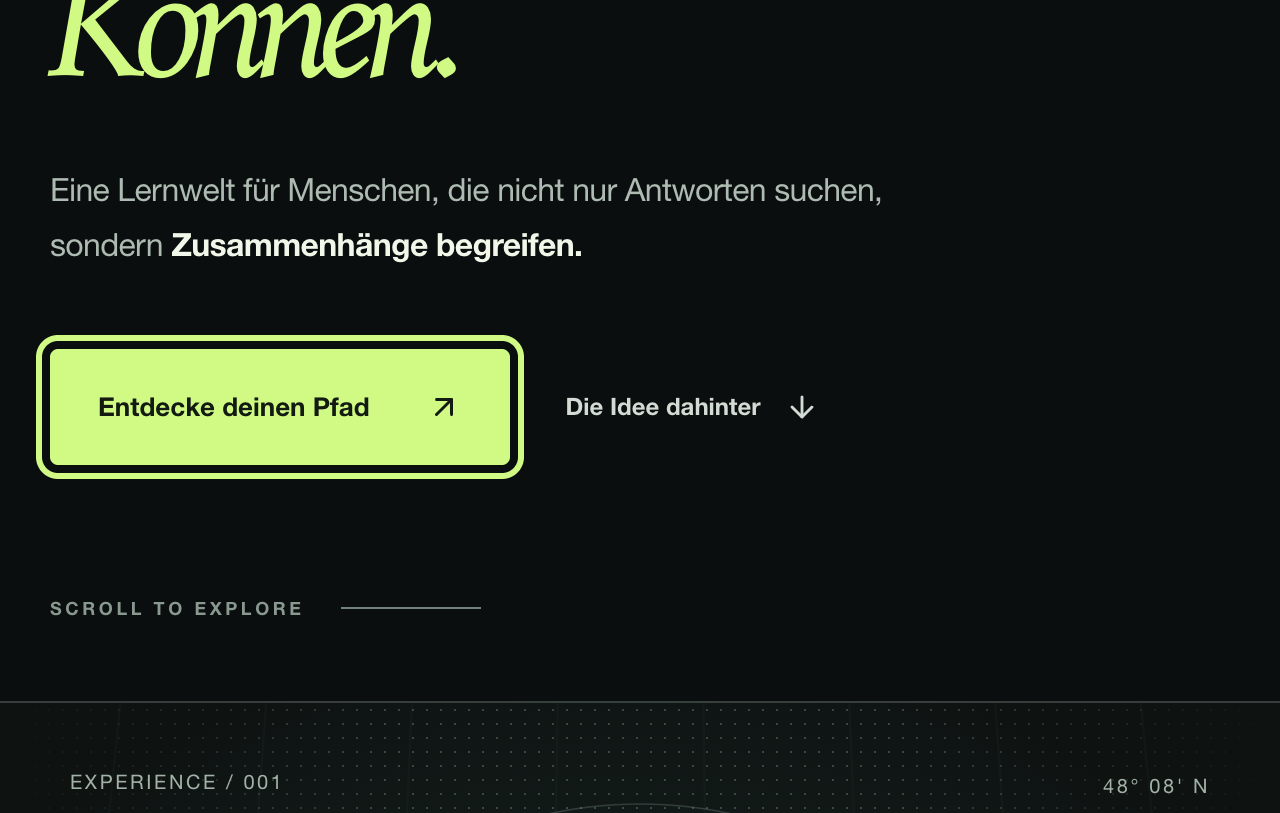 Können.
Eine Lernwelt für Menschen, die nicht nur Antworten suchen,
sondern Zusammenhänge begreifen.
Entdecke deinen Pfad
Die Idee dahinter
SCROLL TO EXPLORE
EXPERIENCE / 001
48° 08' N